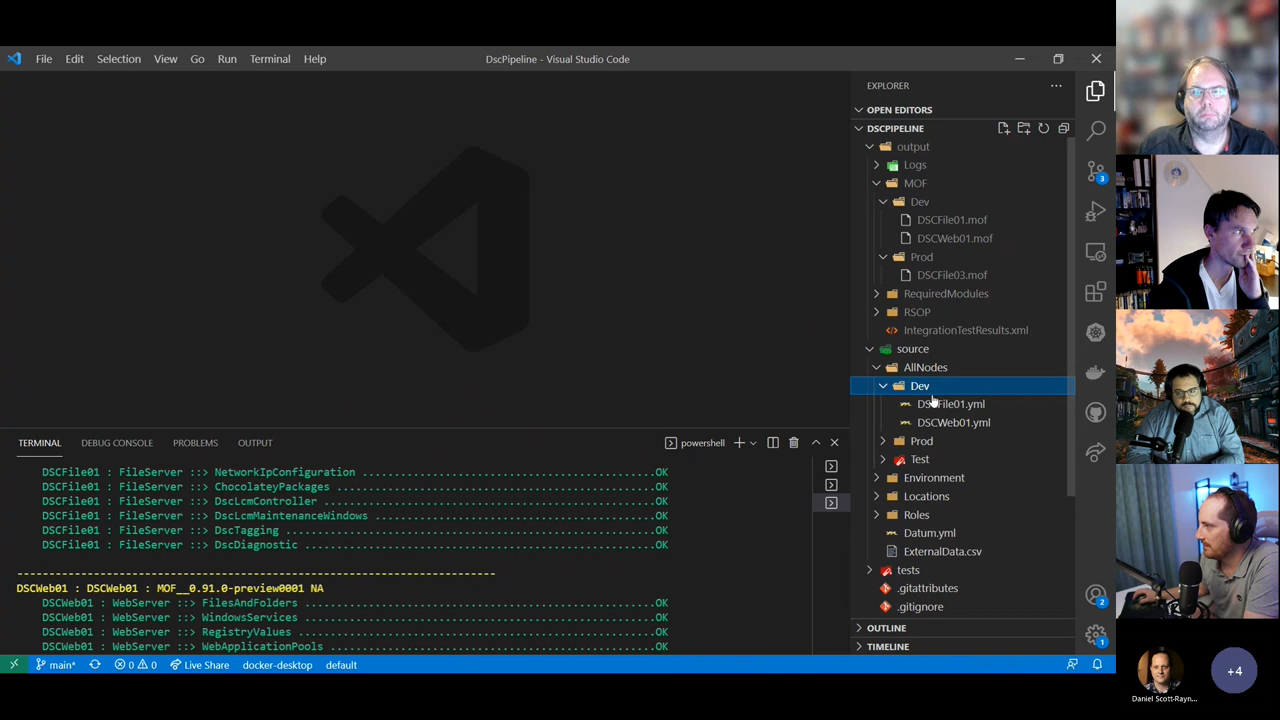 File Edit Selection View Go Run Terminal Help
DscPipeline - Visual Studio Code
EXPLORER
OPEN EDITORS
DSCPIPELINE
output
Logs
MOF
Dev
DSCFile01.mof
DSCWeb01.mof
Prod
DSCFile03.mof
RequiredModules
RSOP
IntegrationTestResults.xml
source
AllNodes
Dev
DSCFile01.yml
DSCWeb01.yml
Prod
Test
Environment
Locations
Roles
Datum.yml
ExternalData.csv
tests
.gitattributes
.gitignore
OUTLINE
TIMELINE
3
2
1
TERMINAL DEBUG CONSOLE PROBLEMS OUTPUT
powershell
DSCFile01 : FileServer ::> NetworkIpConfiguration ........................................OK
DSCFile01 : FileServer ::> ChocolateyPackages ............................................OK
DSCFile01 : FileServer ::> DscLcmController ..............................................OK
DSCFile01 : FileServer ::> DscLcmMaintenanceWindows ......................................OK
DSCFile01 : FileServer ::> DscTagging ....................................................OK
DSCFile01 : FileServer ::> DscDiagnostic .................................................OK
---------------------------------------------------------------------------
DSCWeb01 : DSCWeb01 : MOF__0.91.0-preview0001 NA
DSCWeb01 : WebServer ::> FilesAndFolders .................................................OK
DSCWeb01 : WebServer ::> WindowsServices .................................................OK
DSCWeb01 : WebServer ::> RegistryValues ..................................................OK
DSCWeb01 : WebServer ::> WebApplicationPools .............................................OK
main* 0 0 Live Share docker-desktop default
Daniel Scott-Rayn...
+4